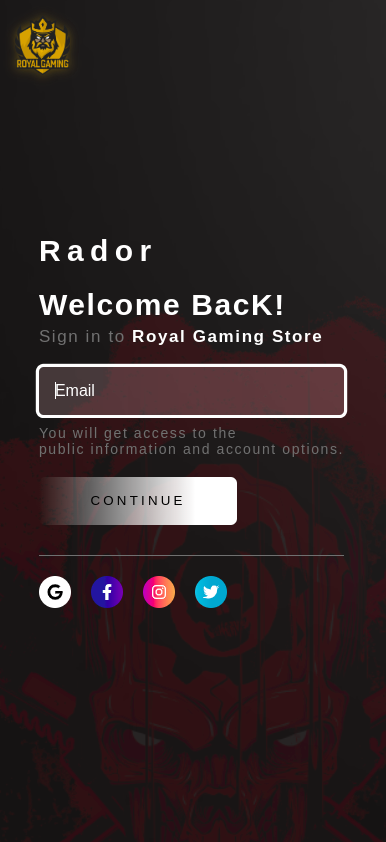 ROYAL GAMING
Rador
Welcome BacK!
Sign in to Royal Gaming Store
Email
You will get access to the
public information and account options.
CONTINUE